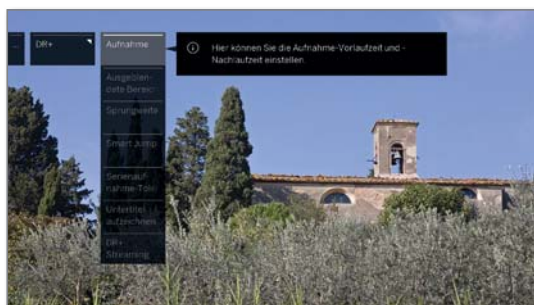 ...
DR+
Aufnahme
Hier können Sie die Aufnahme-Vorlaufzeit und -
Nachlaufzeit einstellen.
Ausgeblen-
dete Bereic
Sprungweite
Smart Jump
Serienauf-
nahme-Tole
Untertitel
aufzeichnen
DR+
Streaming